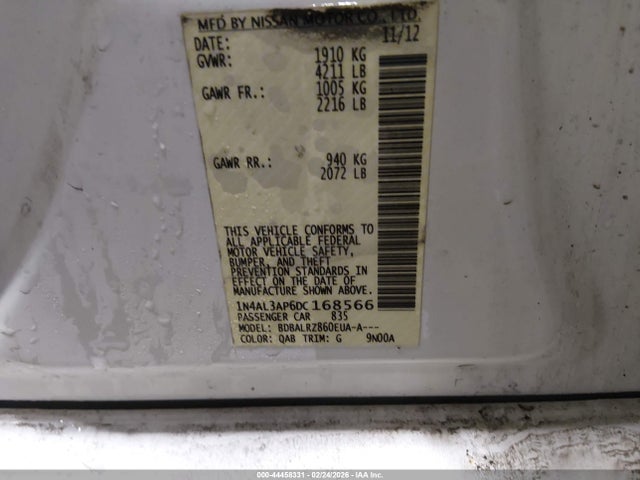 MFD BY NISSAN MOTOR CO., LTD.
DATE: 11/12
GVWR: 1910 KG
4211 LB
GAWR FR.: 1005 KG
2216 LB
GAWR RR.: 940 KG
2072 LB
THIS VEHICLE CONFORMS TO
ALL APPLICABLE FEDERAL
MOTOR VEHICLE SAFETY,
BUMPER, AND THEFT
PREVENTION STANDARDS IN
EFFECT ON THE DATE OF
MANUFACTURE SHOWN ABOVE.
1N4AL3AP6DC168566
PASSENGER CAR 835
MODEL: BDBALRZ860EUA-A---
COLOR: QAB TRIM: G 9N00A
000-44458331 - 02/24/2026 - IAAI.com